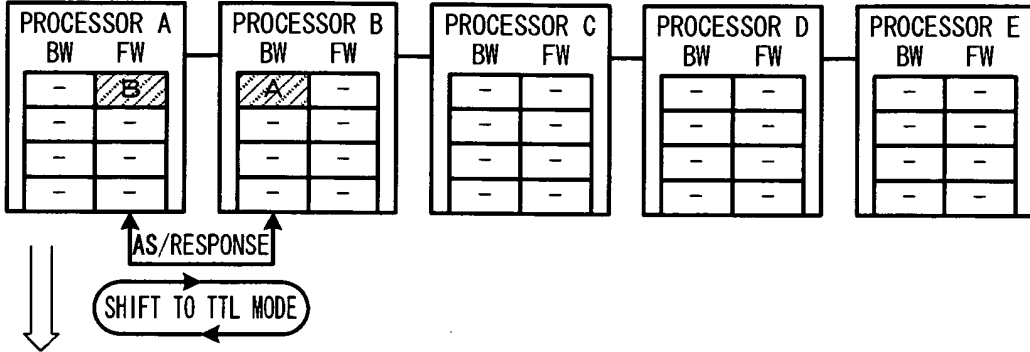 PROCESSOR A PROCESSOR B PROCESSOR C PROCESSOR D PROCESSOR E
BW FW BW FW BW FW BW FW BW FW
- B A - - - - - - -
- - - - - - - - - -
- - - - - - - - - -
- - - - - - - - - -
AS/RESPONSE
SHIFT TO TTL MODE